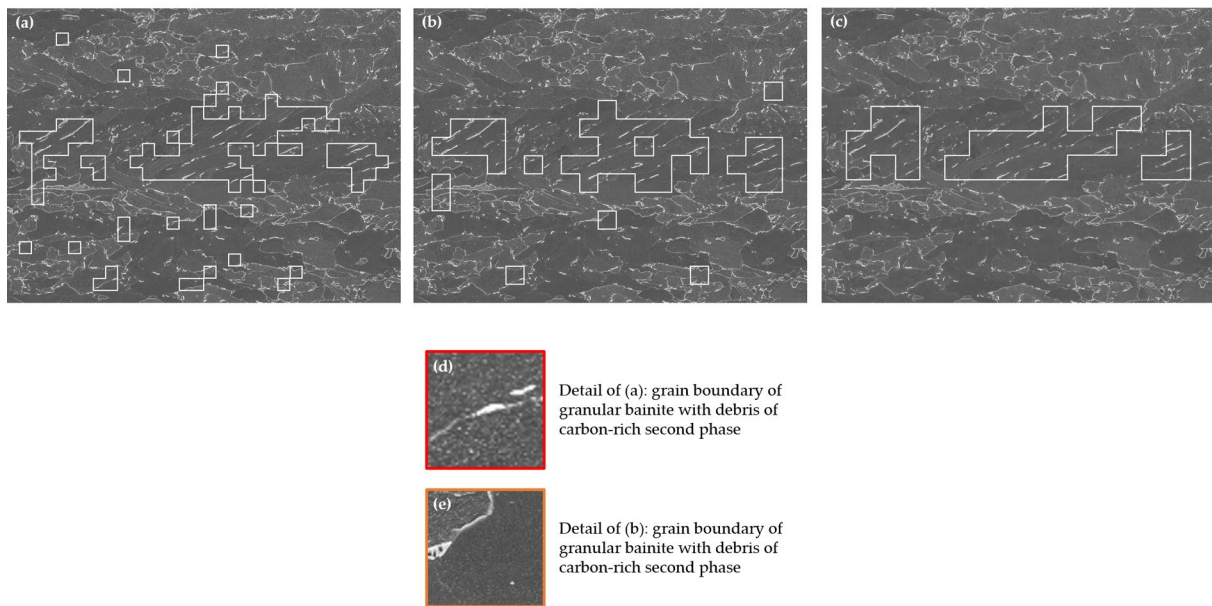 (a)
(b)
(c)
(d)
Detail of (a): grain boundary of
granular bainite with debris of
carbon-rich second phase
(e)
Detail of (b): grain boundary of
granular bainite with debris of
carbon-rich second phase